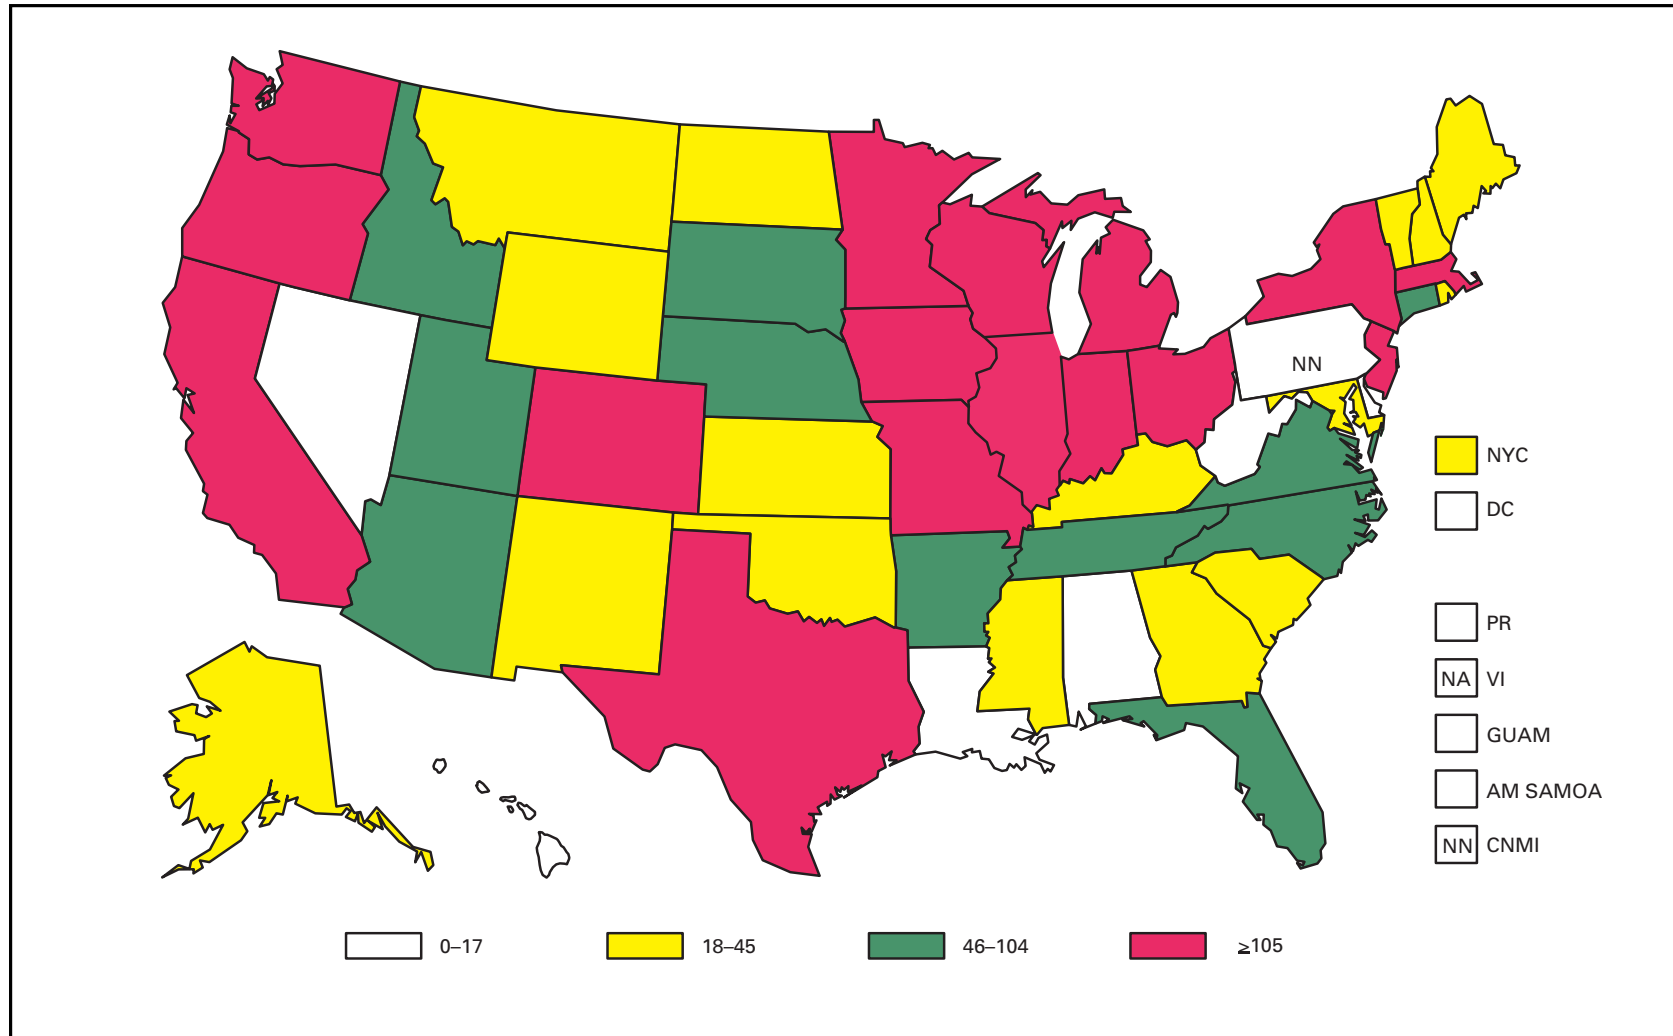 NN
NYC
DC
PR
NA VI
GUAM
AM SAMOA
NN CNMI
0–17 18–45 46–104 ≥105